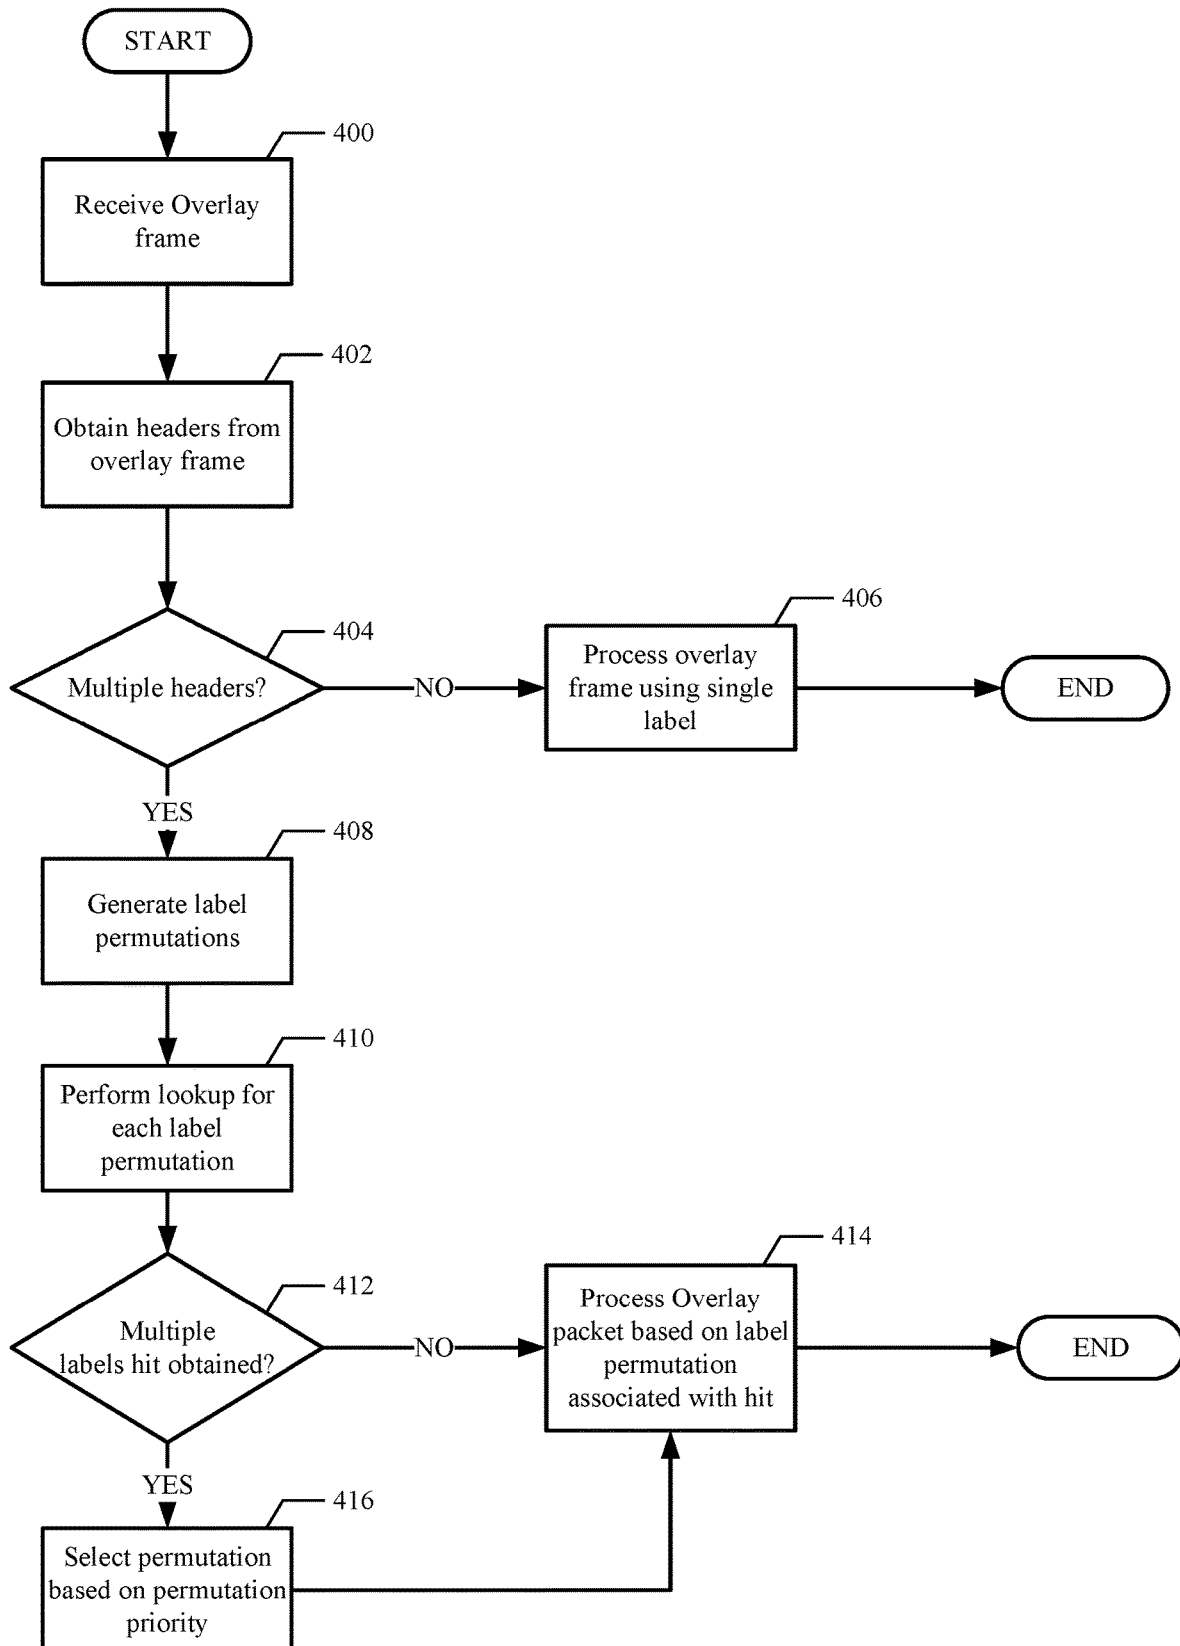 START
400
Receive Overlay
frame
402
Obtain headers from
overlay frame
404
Multiple headers?
NO
406
Process overlay
frame using single
label
END
YES
408
Generate label
permutations
410
Perform lookup for
each label
permutation
412
Multiple
labels hit obtained?
NO
414
Process Overlay
packet based on label
permutation
associated with hit
END
YES
416
Select permutation
based on permutation
priority